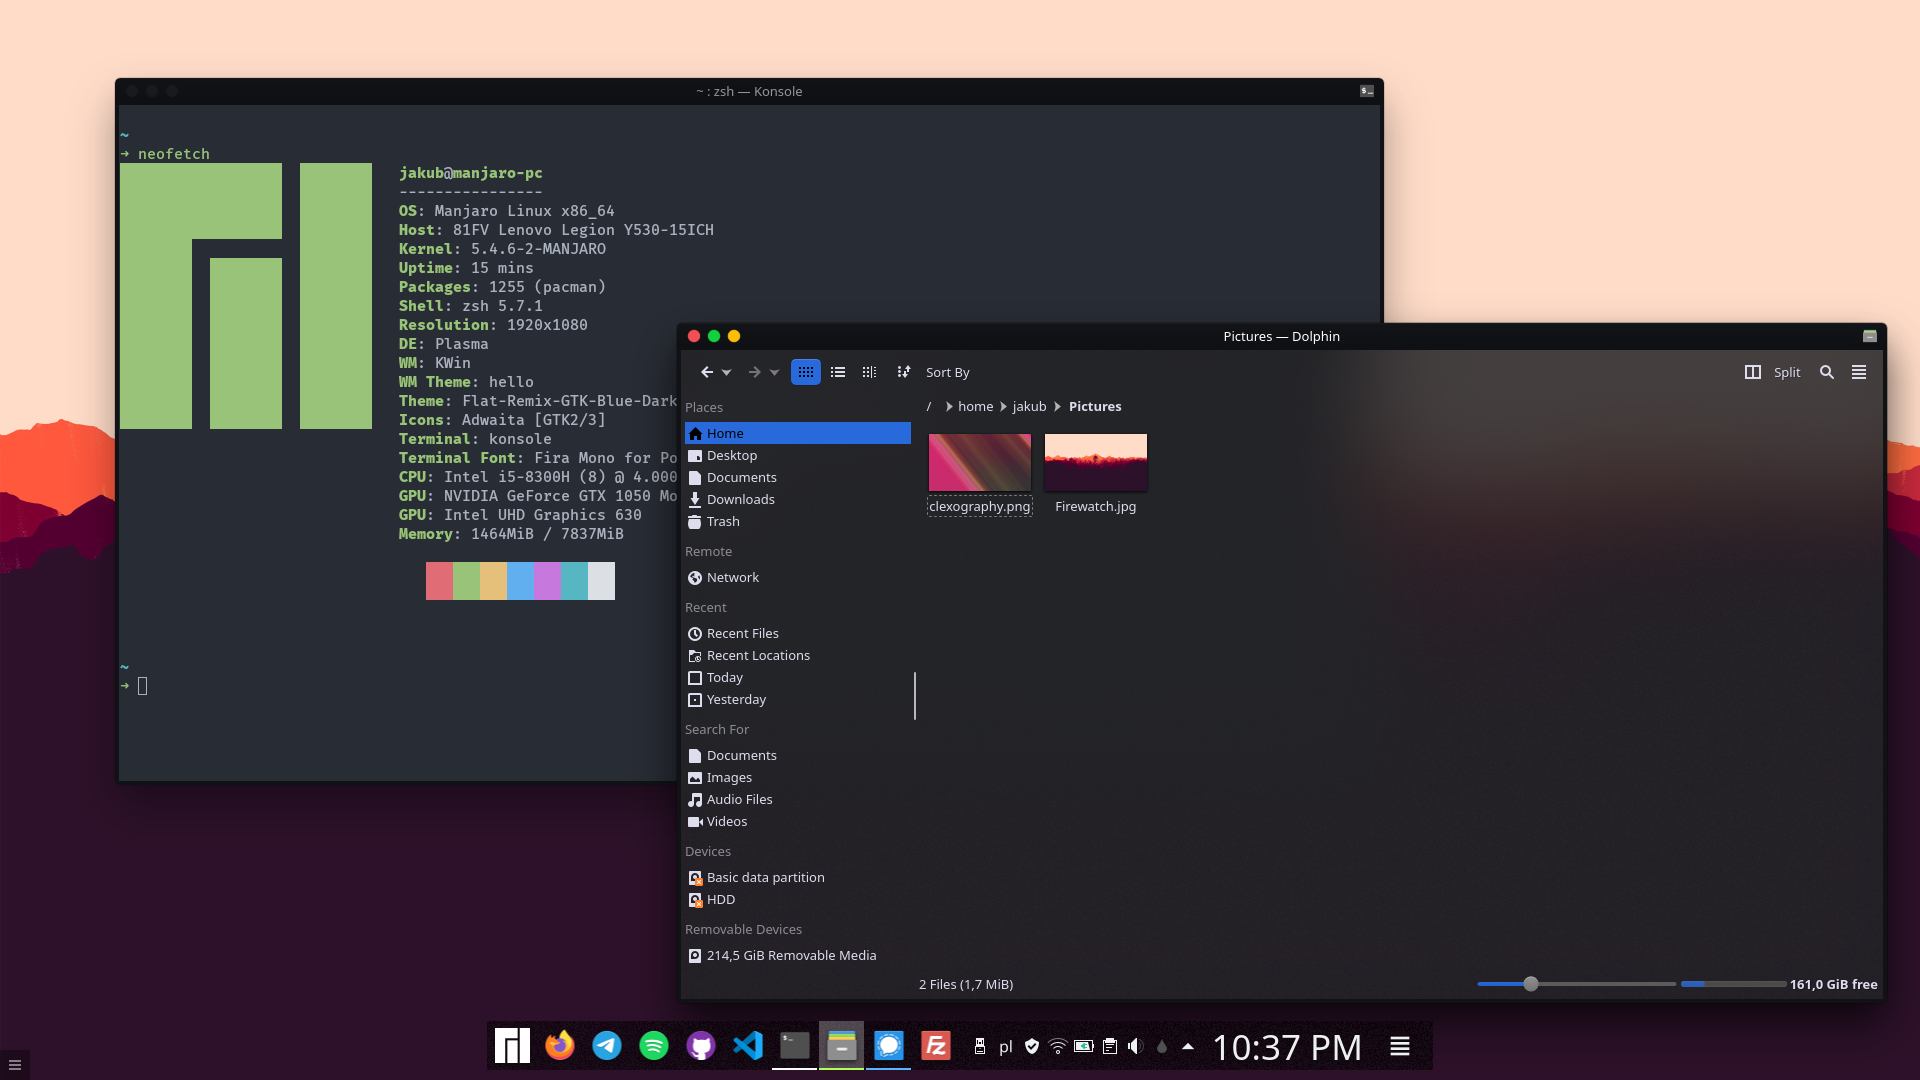 ~ : zsh — Konsole
~
➜ neofetch
jakub@manjaro-pc
----------------
OS: Manjaro Linux x86_64
Host: 81FV Lenovo Legion Y530-15ICH
Kernel: 5.4.6-2-MANJARO
Uptime: 15 mins
Packages: 1255 (pacman)
Shell: zsh 5.7.1
Resolution: 1920x1080
DE: Plasma
WM: KWin
WM Theme: hello
Theme: Flat-Remix-GTK-Blue-Dark
Icons: Adwaita [GTK2/3]
Terminal: konsole
Terminal Font: Fira Mono for Po
CPU: Intel i5-8300H (8) @ 4.000
GPU: NVIDIA GeForce GTX 1050 Mo
GPU: Intel UHD Graphics 630
Memory: 1464MiB / 7837MiB
~
➜
Pictures — Dolphin
Sort By
Split
Places
Home
Desktop
Documents
Downloads
Trash
Remote
Network
Recent
Recent Files
Recent Locations
Today
Yesterday
Search For
Documents
Images
Audio Files
Videos
Devices
Basic data partition
HDD
Removable Devices
214,5 GiB Removable Media
/ home jakub Pictures
clexography.png
Firewatch.jpg
2 Files (1,7 MiB)
161,0 GiB free
Fz
pl
10:37 PM